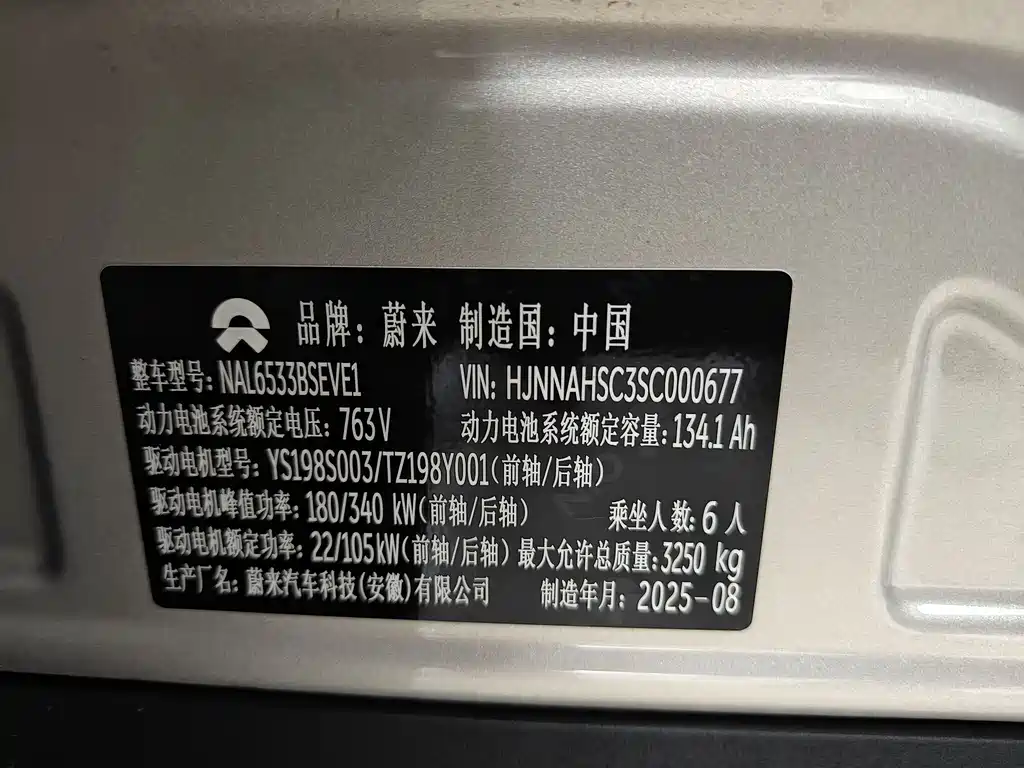 品牌：蔚来 制造国：中国
整车型号：NAL6533BSEVE1 VIN: HJNNAHSC3SC000677
动力电池系统额定电压：763V 动力电池系统额定容量：134.1 Ah
驱动电机型号：YS198S003/TZ198Y001(前轴/后轴)
驱动电机峰值功率：180/340 kW(前轴/后轴) 乘坐人数：6 人
驱动电机额定功率：22/105kW(前轴/后轴) 最大允许总质量：3250 kg
生产厂名：蔚来汽车科技(安徽)有限公司 制造年月：2025-08